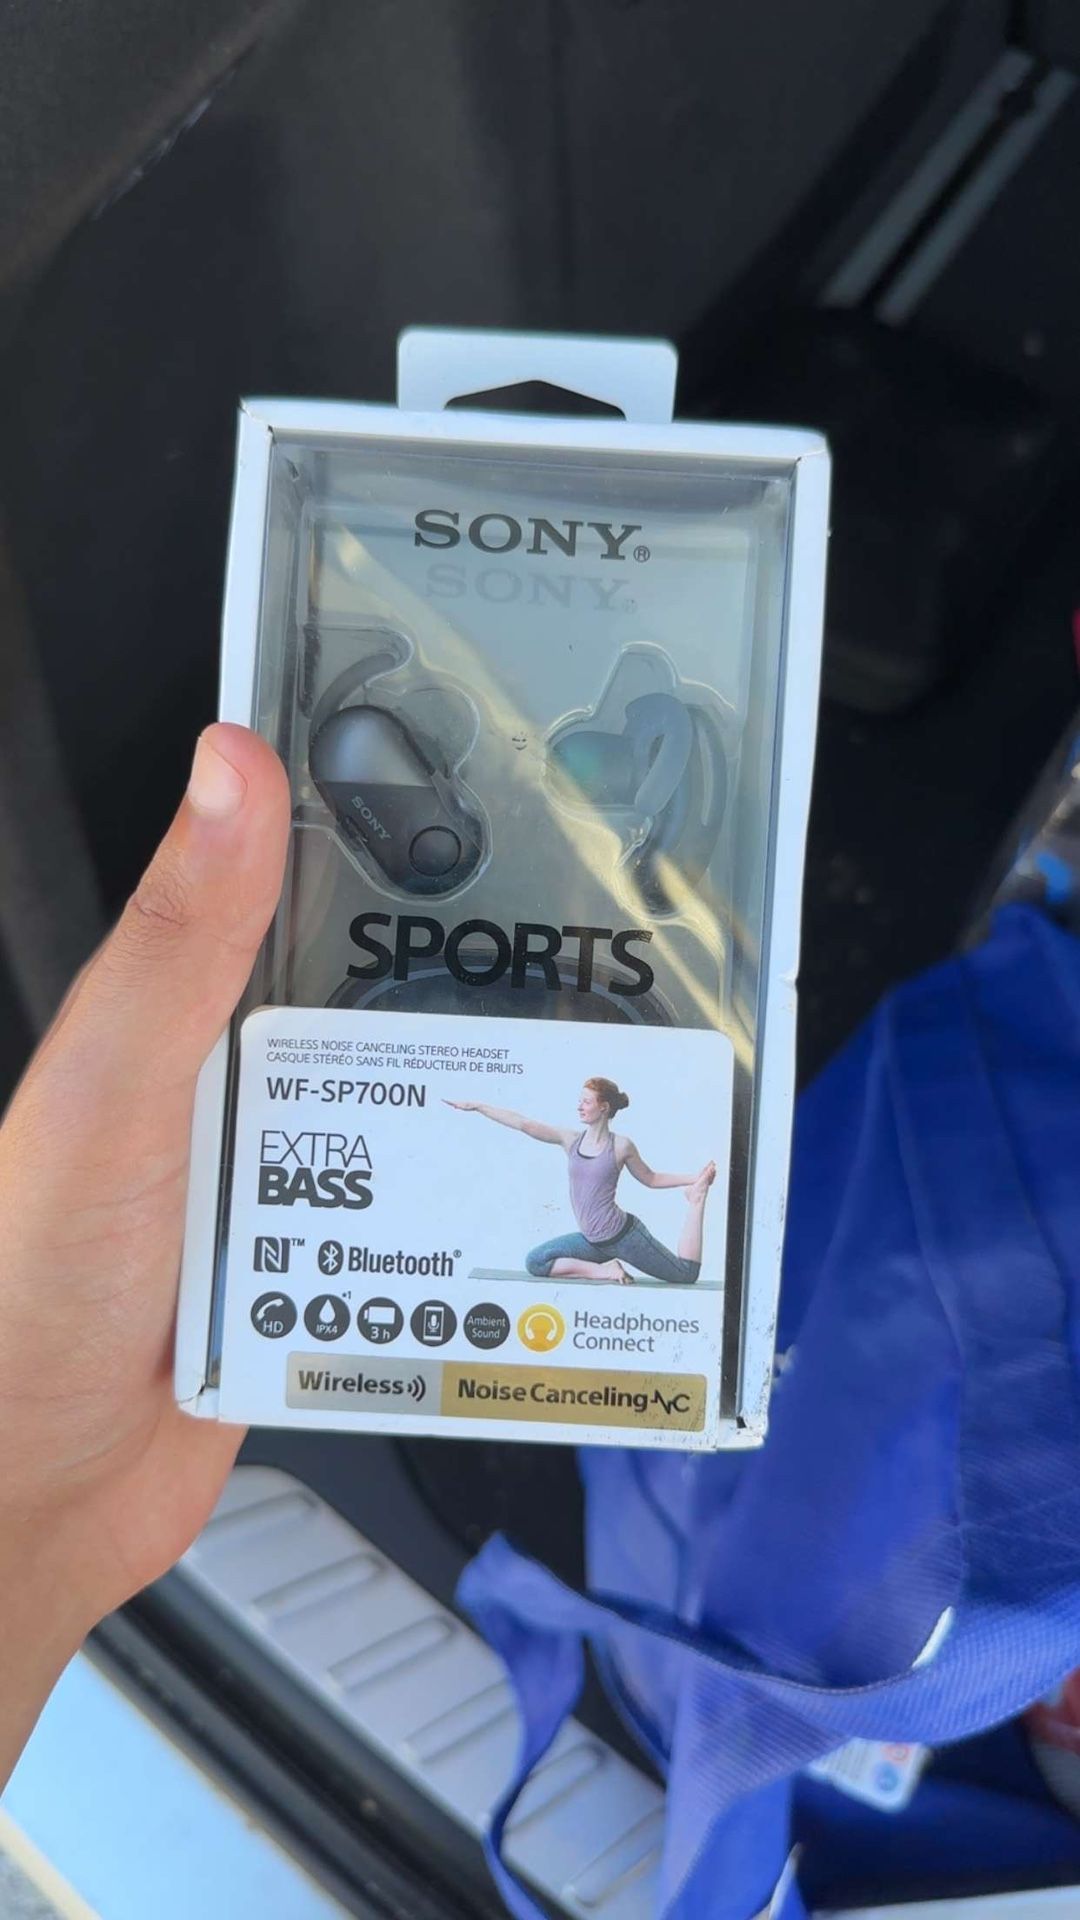 SONY®
SONY
SONY
SPORTS
WIRELESS NOISE CANCELING STEREO HEADSET
CASQUE STÉRÉO SANS FIL RÉDUCTEUR DE BRUITS
WF-SP700N
EXTRA
BASS
N™ Bluetooth®
HD
IPX4 *1
3 h
Ambient
Sound
Headphones
Connect
Wireless
Noise Canceling NC